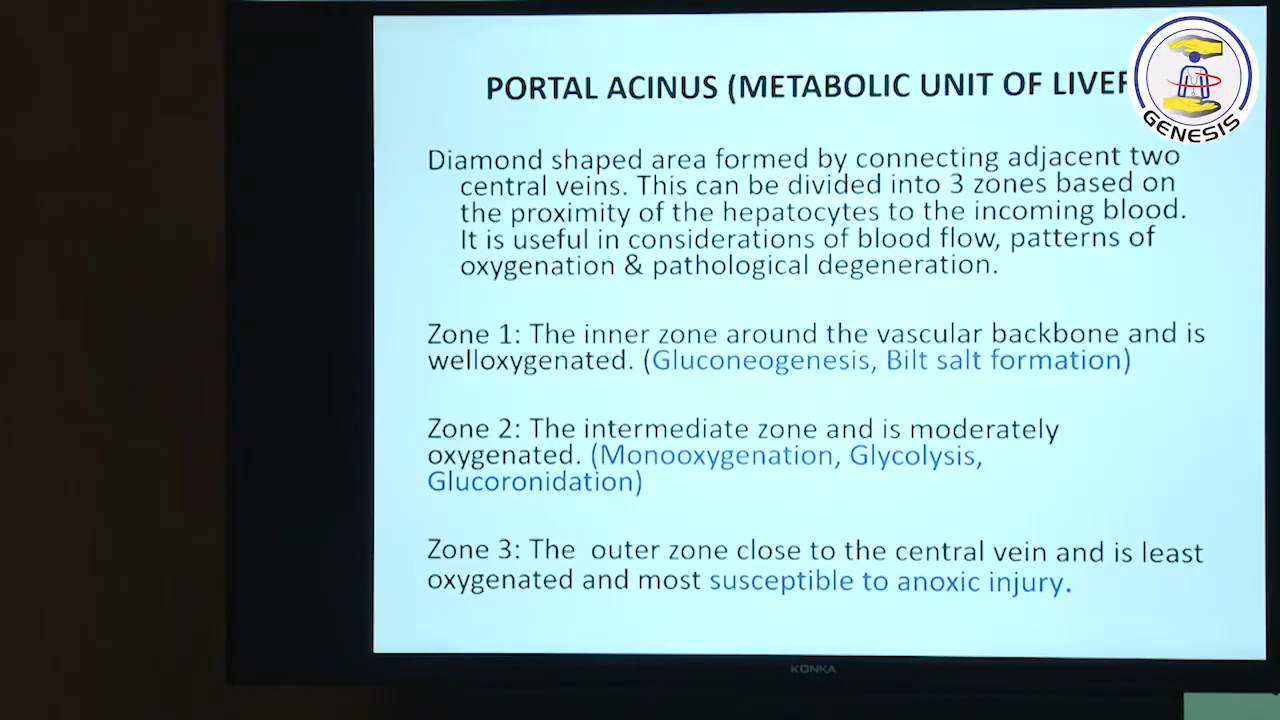 PORTAL ACINUS (METABOLIC UNIT OF LIVER
GENESIS
Diamond shaped area formed by connecting adjacent two
central veins. This can be divided into 3 zones based on
the proximity of the hepatocytes to the incoming blood.
It is useful in considerations of blood flow, patterns of
oxygenation & pathological degeneration.
Zone 1: The inner zone around the vascular backbone and is
welloxygenated. (Gluconeogenesis, Bilt salt formation)
Zone 2: The intermediate zone and is moderately
oxygenated. (Monooxygenation, Glycolysis,
Glucoronidation)
Zone 3: The outer zone close to the central vein and is least
oxygenated and most susceptible to anoxic injury.
KONKA